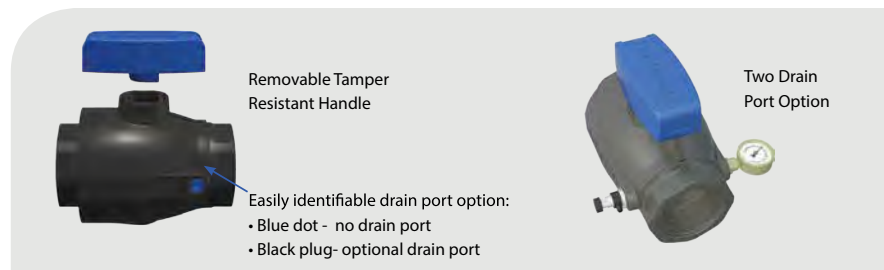 Removable Tamper
Resistant Handle
Easily identifiable drain port option:
• Blue dot - no drain port
• Black plug- optional drain port
Two Drain
Port Option